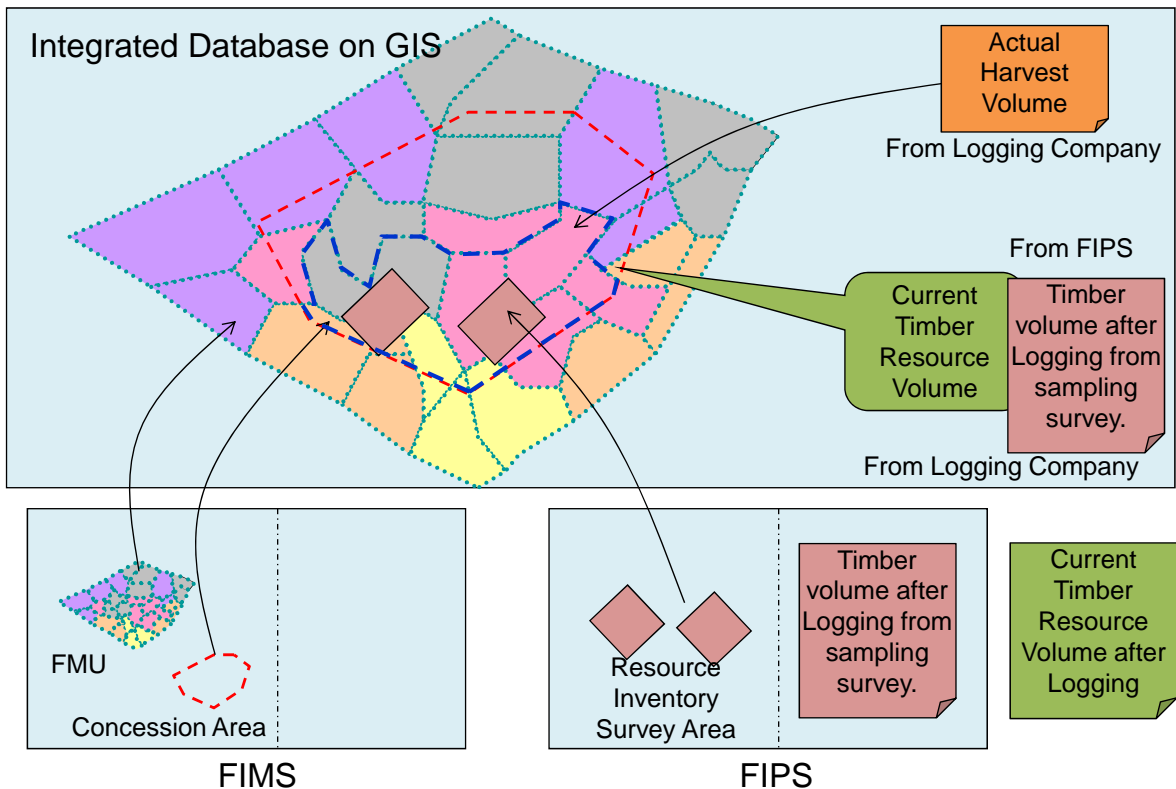 Integrated Database on GIS
Actual
Harvest
Volume
From Logging Company
From FIPS
Current
Timber
Resource
Volume
Timber
volume after
Logging from
sampling
survey.
From Logging Company
FMU
Concession Area
FIMS
Resource
Inventory
Survey Area
Timber
volume after
Logging from
sampling
survey.
FIPS
Current
Timber
Resource
Volume after
Logging